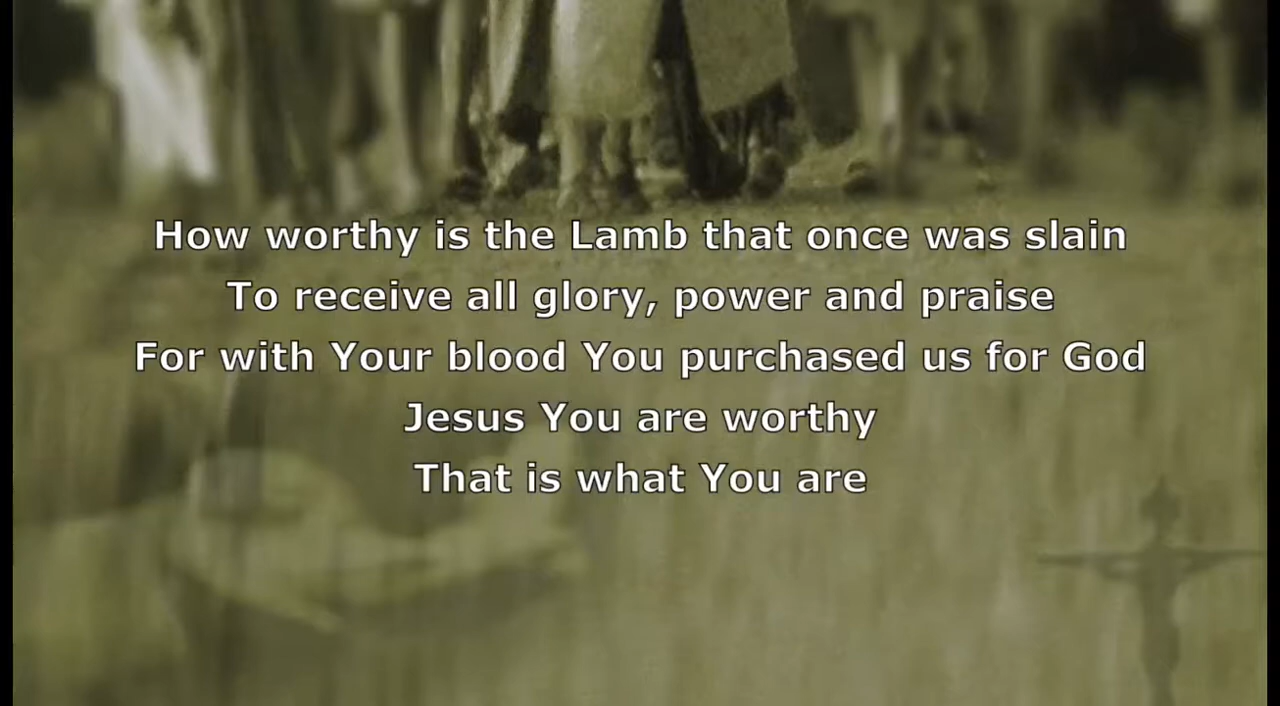 How worthy is the Lamb that once was slain
To receive all glory, power and praise
For with Your blood You purchased us for God
Jesus You are worthy
That is what You are